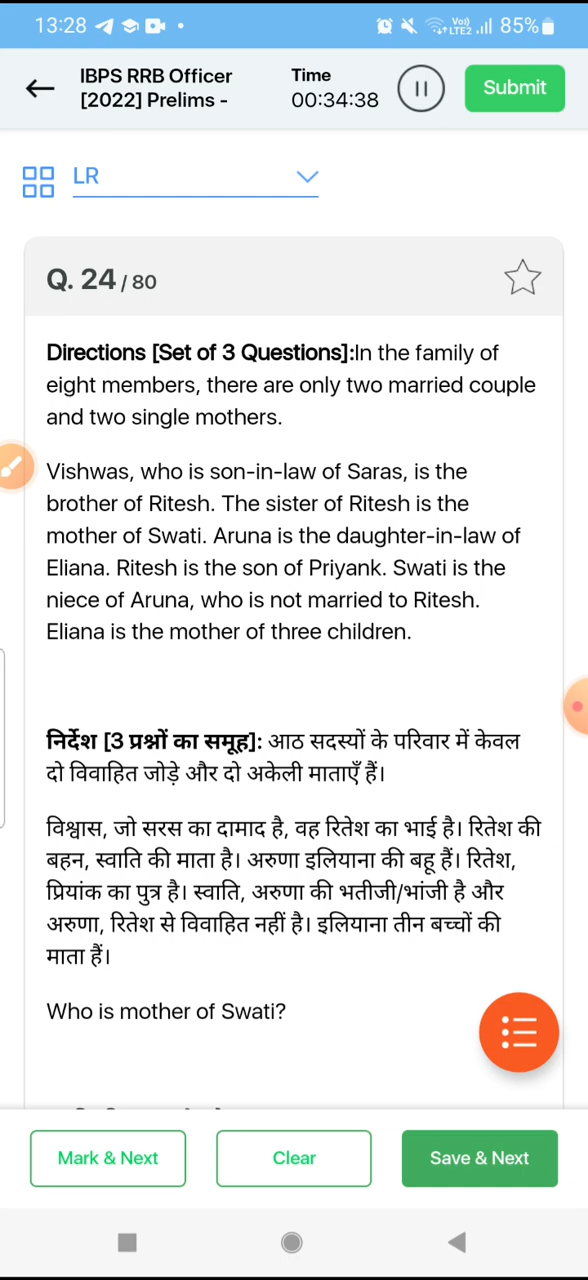 13:28
Vo)) LTE2 85%
IBPS RRB Officer
[2022] Prelims -
Time
00:34:38
Submit
LR
Q. 24 / 80
Directions [Set of 3 Questions]:In the family of
eight members, there are only two married couple
and two single mothers.
Vishwas, who is son-in-law of Saras, is the
brother of Ritesh. The sister of Ritesh is the
mother of Swati. Aruna is the daughter-in-law of
Eliana. Ritesh is the son of Priyank. Swati is the
niece of Aruna, who is not married to Ritesh.
Eliana is the mother of three children.
निर्देश [3 प्रश्नों का समूह]: आठ सदस्यों के परिवार में केवल
दो विवाहित जोड़े और दो अकेली माताएँ हैं।
विश्वास, जो सरस का दामाद है, वह रितेश का भाई है। रितेश की
बहन, स्वाति की माता है। अरुणा इलियाना की बहू हैं। रितेश,
प्रियांक का पुत्र है। स्वाति, अरुणा की भतीजी/भांजी है और
अरुणा, रितेश से विवाहित नहीं है। इलियाना तीन बच्चों की
माता हैं।
Who is mother of Swati?
Mark & Next
Clear
Save & Next